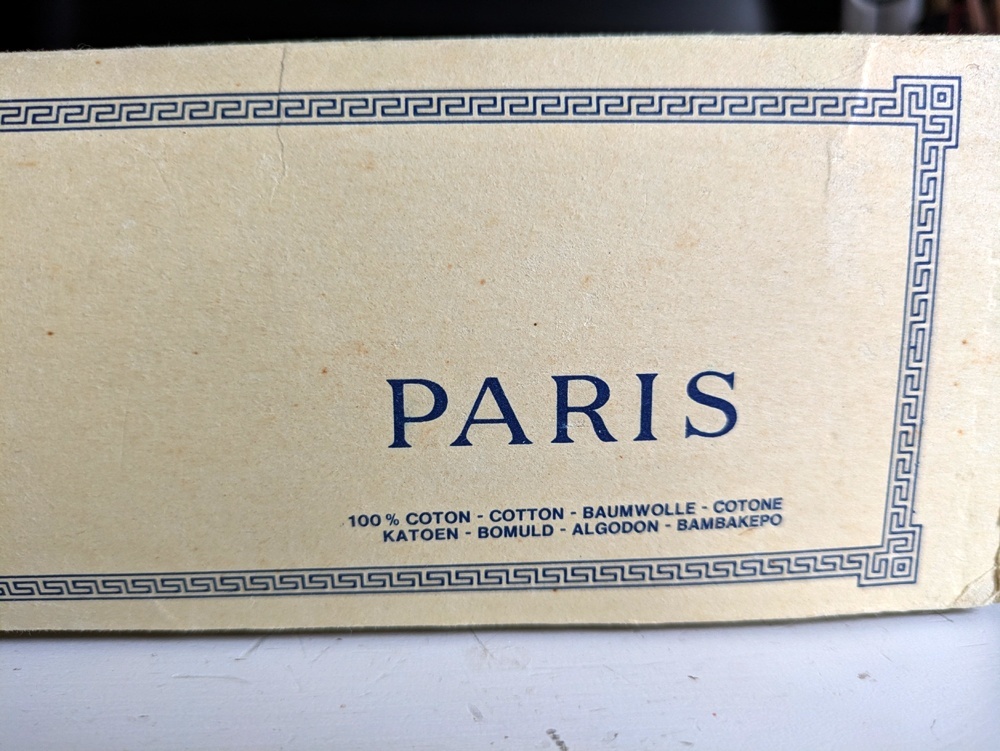 PARIS
100 % COTON - COTTON - BAUMWOLLE - COTONE
KATOEN - BOMULD - ALGODON - BAMBAKEPO